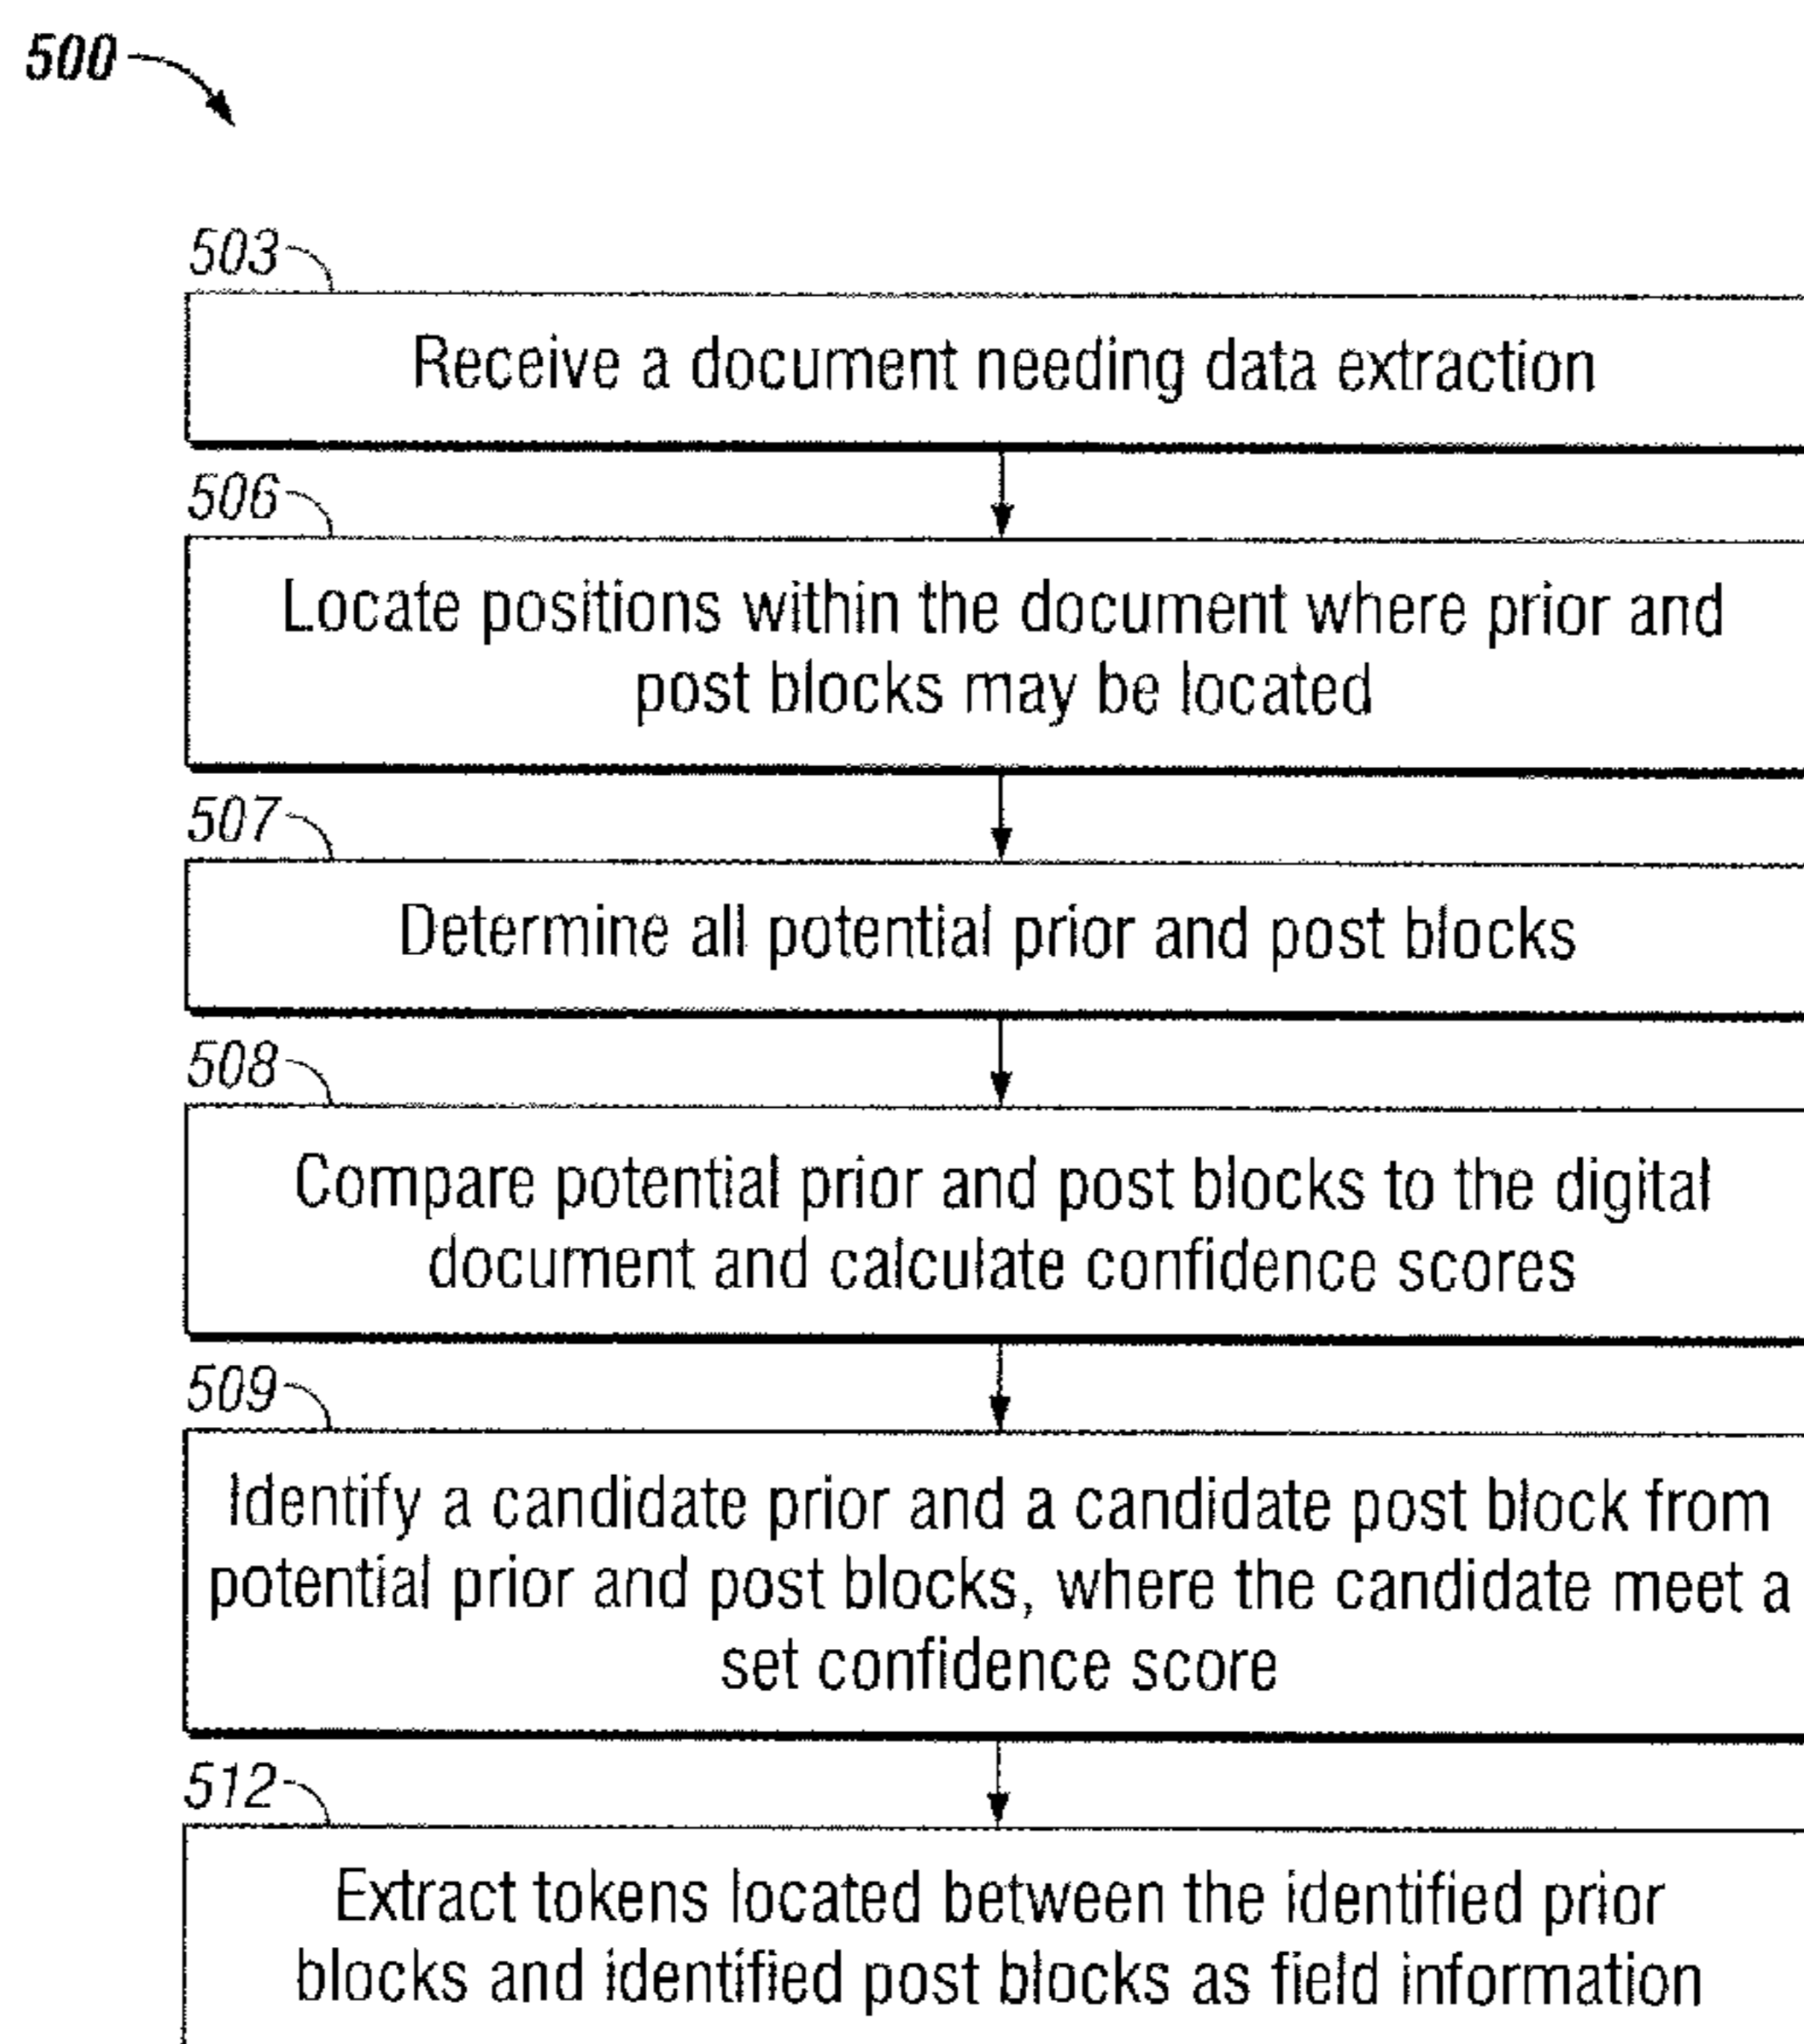 500
503
Receive a document needing data extraction
506
Locate positions within the document where prior and
post blocks may be located
507
Determine all potential prior and post blocks
508
Compare potential prior and post blocks to the digital
document and calculate confidence scores
509
Identify a candidate prior and a candidate post block from
potential prior and post blocks, where the candidate meet a
set confidence score
512
Extract tokens located between the identified prior
blocks and identified post blocks as field information